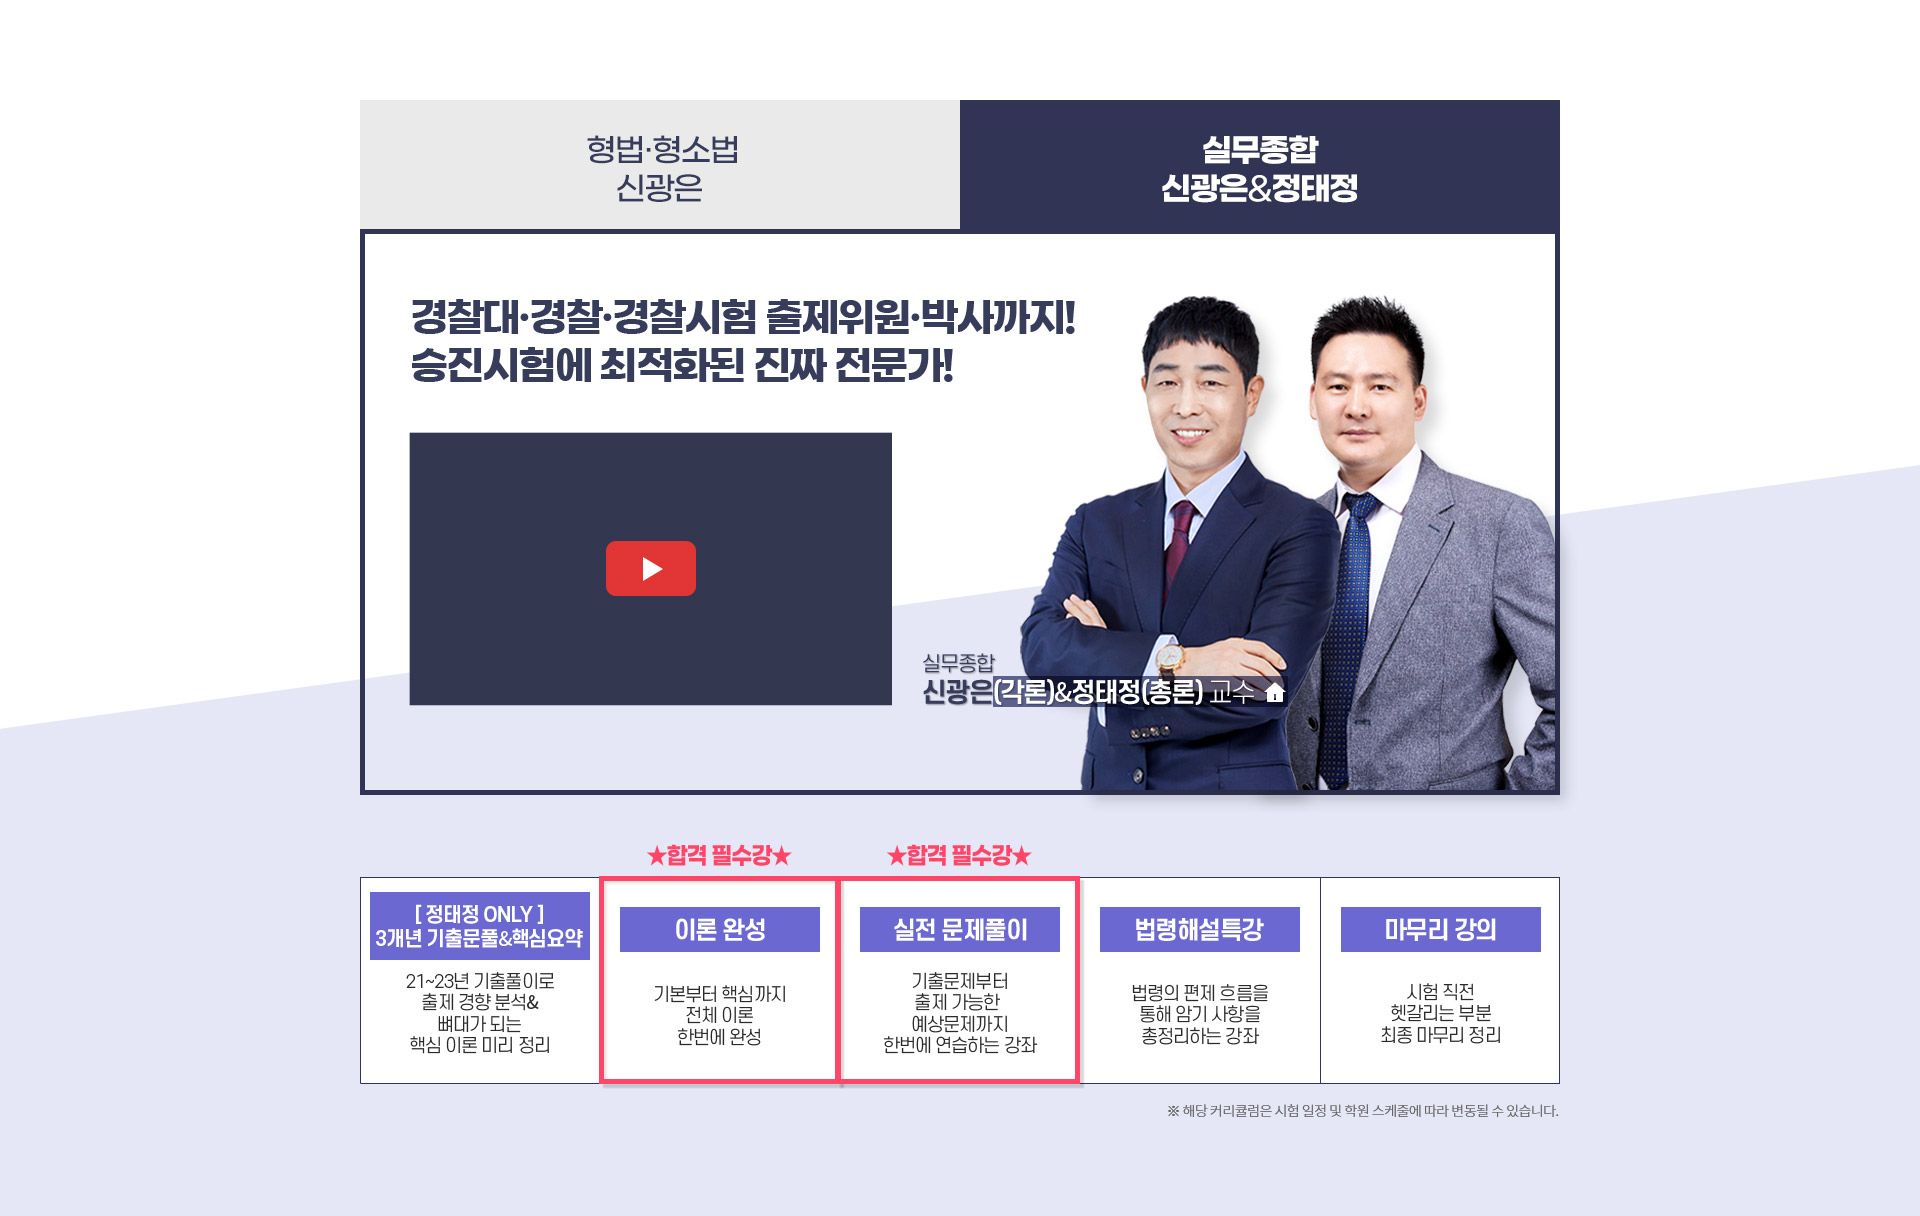 형법·형소법
신광은
실무종합
신광은&정태정
경찰대·경찰·경찰시험 출제위원·박사까지!
승진시험에 최적화된 진짜 전문가!
실무종합
신광은(각론)&정태정(총론) 교수
★합격 필수강★
★합격 필수강★
[ 정태정 ONLY ]
3개년 기출문풀&핵심요약
21~23년 기출풀이로
출제 경향 분석&
뼈대가 되는
핵심 이론 미리 정리
이론 완성
기본부터 핵심까지
전체 이론
한번에 완성
실전 문제풀이
기출문제부터
출제 가능한
예상문제까지
한번에 연습하는 강좌
법령해설특강
법령의 편제 흐름을
통해 암기 사항을
총정리하는 강좌
마무리 강의
시험 직전
헷갈리는 부분
최종 마무리 정리
※ 해당 커리큘럼은 시험 일정 및 학원 스케줄에 따라 변동될 수 있습니다.